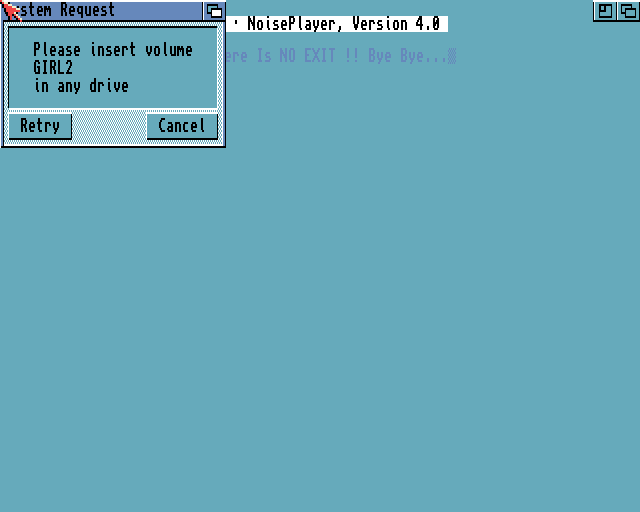 stem Request
· NoisePlayer, Version 4.0
Please insert volume
GIRL2
in any drive
ere Is NO EXIT !! Bye Bye...
Retry
Cancel